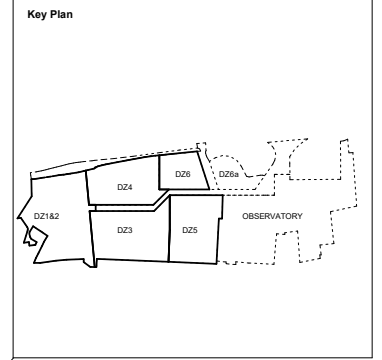 Key Plan
DZ6
DZ6a
DZ4
DZ1&2
OBSERVATORY
DZ3
DZ5